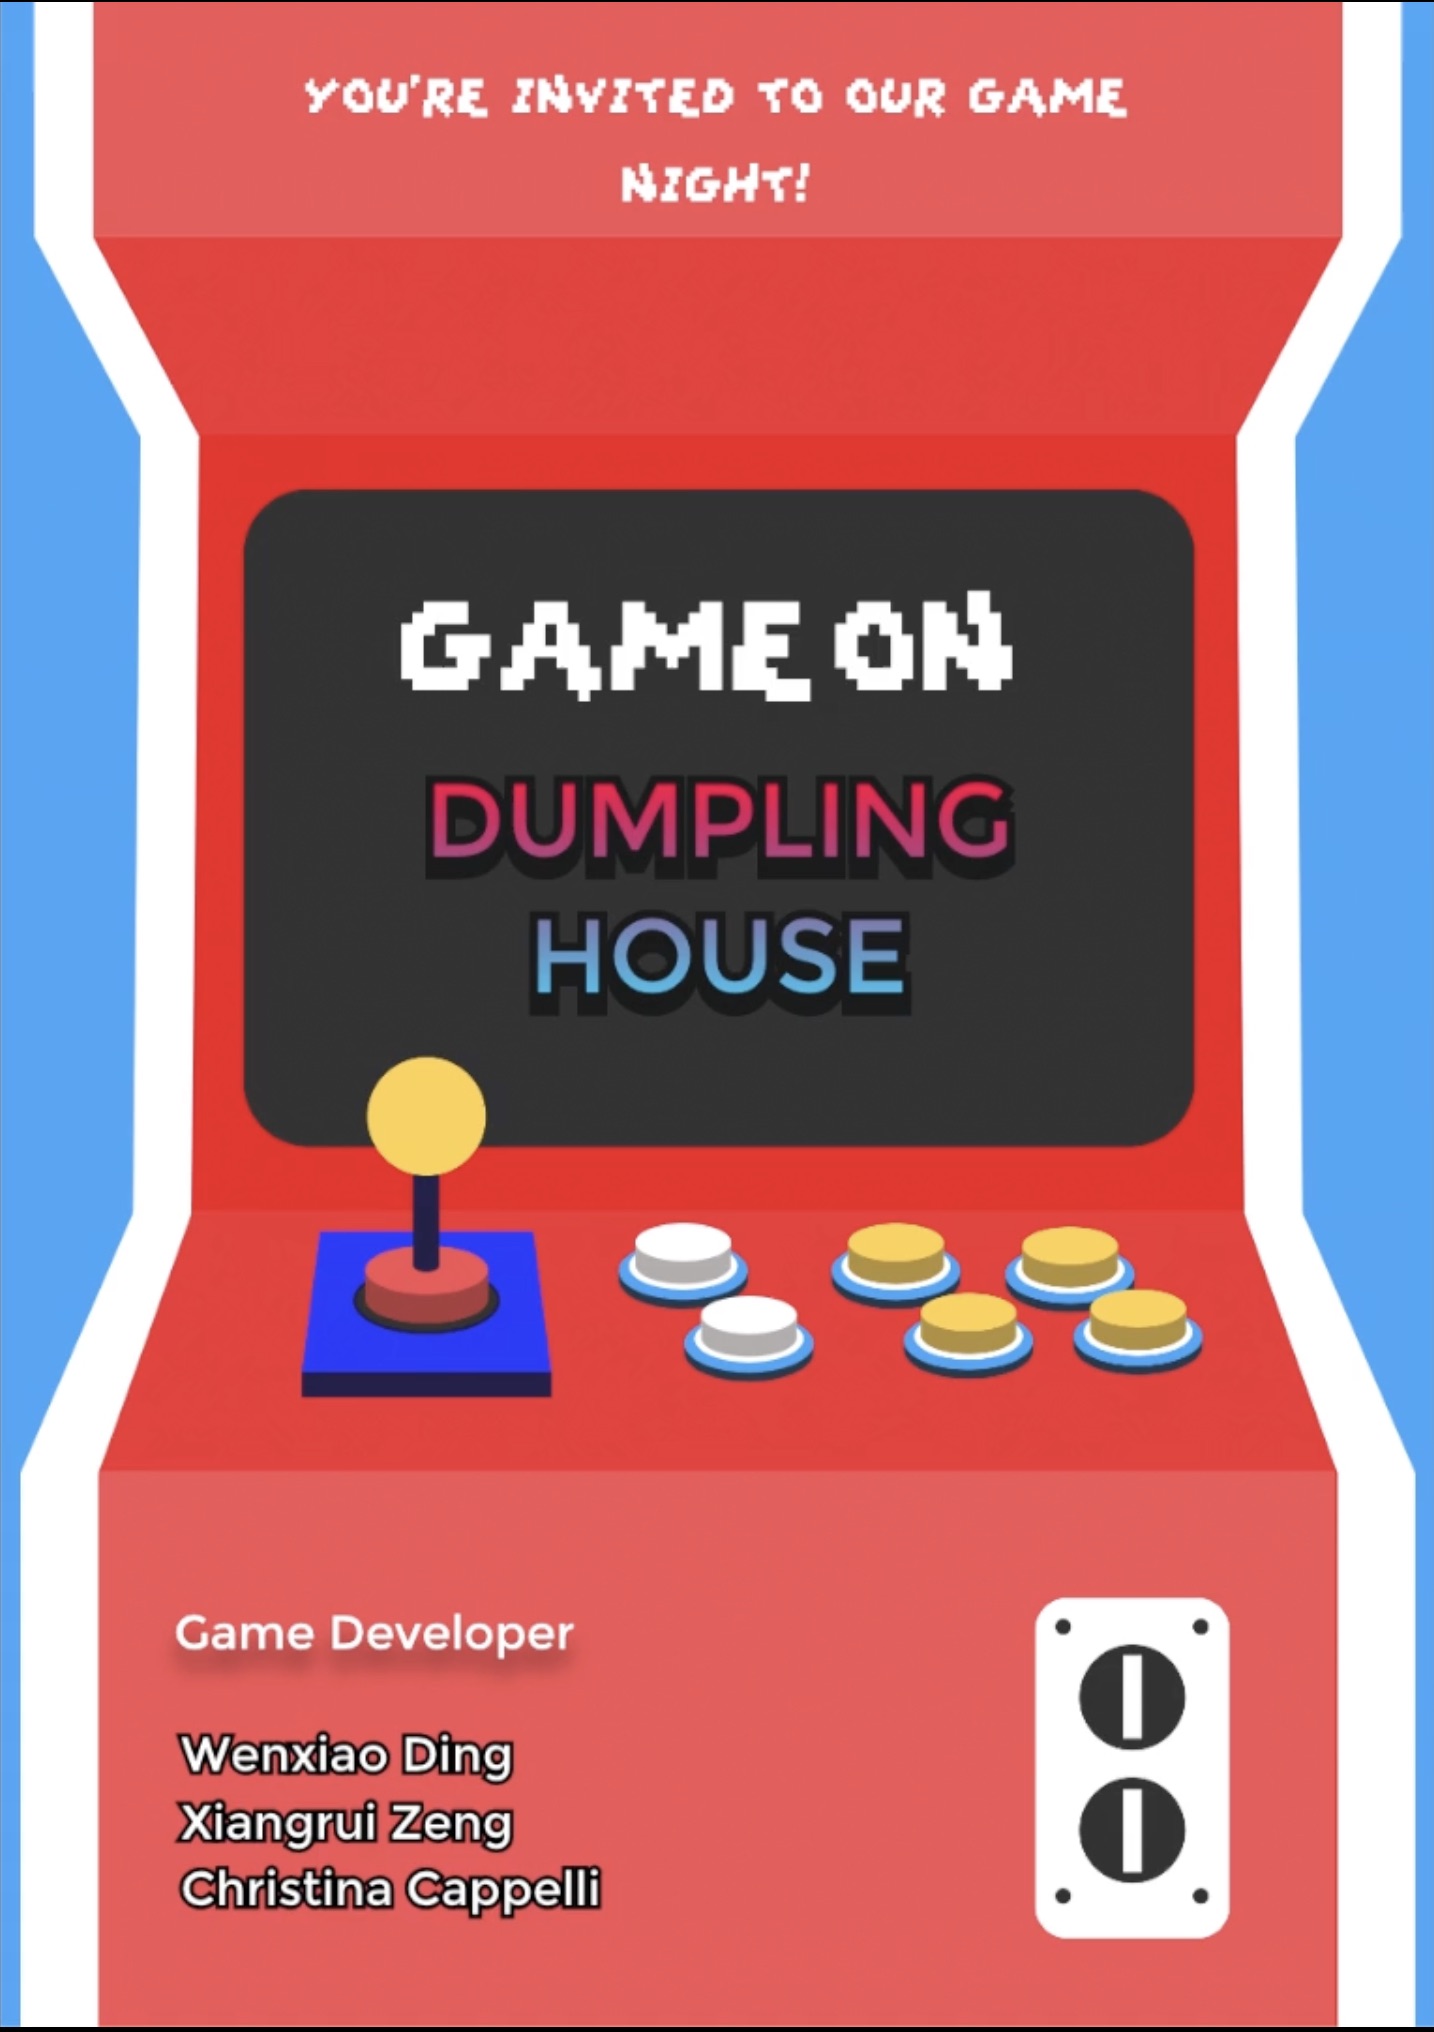 YOU'RE INVITED TO OUR GAME
NIGHT!
GAME ON
DUMPLING
HOUSE
Game Developer
Wenxiao Ding
Xiangrui Zeng
Christina Cappelli